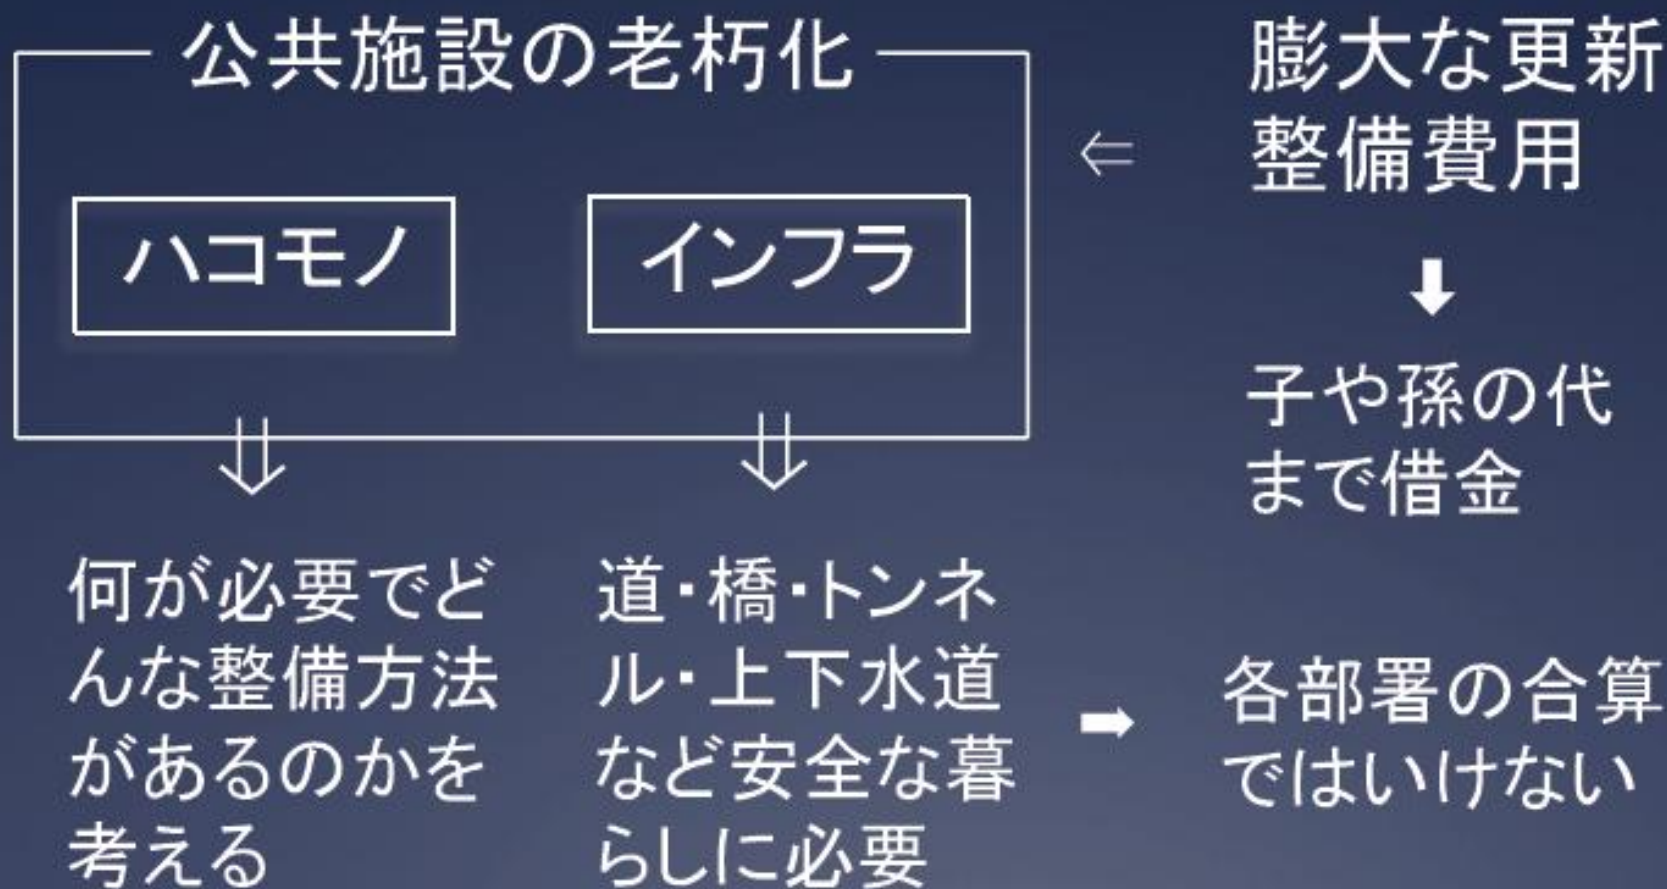 公共施設の老朽化
ハコモノ
インフラ
⇐
膨大な更新
整備費用
⬇
子や孫の代
まで借金
⇓
⇓
何が必要でど
んな整備方法
があるのかを
考える
道・橋・トンネ
ル・上下水道
など安全な暮
らしに必要
➡
各部署の合算
ではいけない